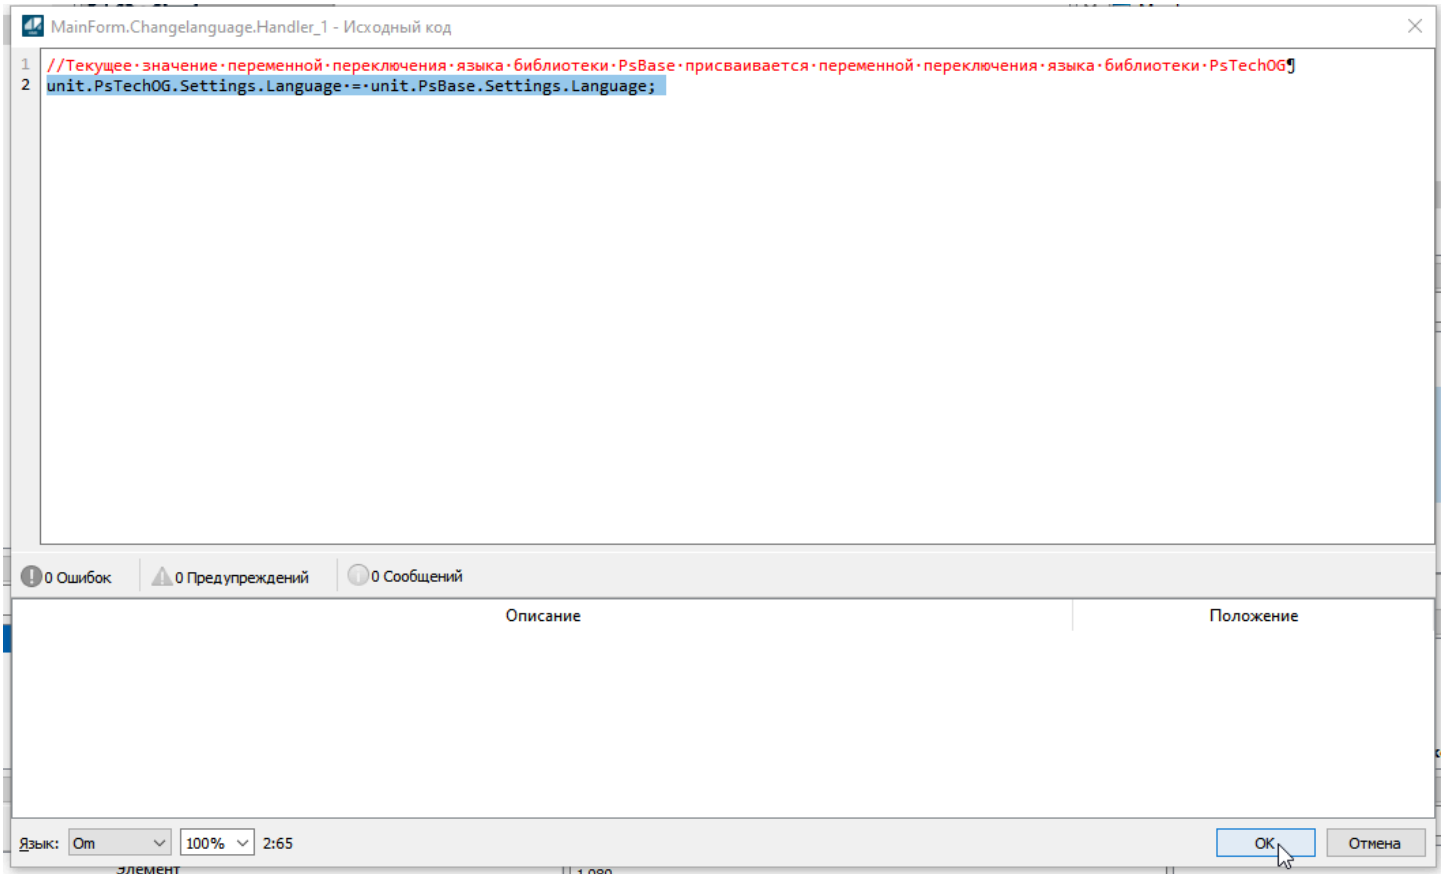 MainForm.Changelanguage.Handler_1 - Исходный код
1 //Текущее·значение·переменной·переключения·языка·библиотеки·PsBase·присваивается·переменной·переключения·языка·библиотеки·PsTechOG¶
2 unit.PsTechOG.Settings.Language·=·unit.PsBase.Settings.Language;
0 Ошибок 0 Предупреждений 0 Сообщений
Описание Положение
Язык: Om 100% 2:65 OK Отмена
Элемент